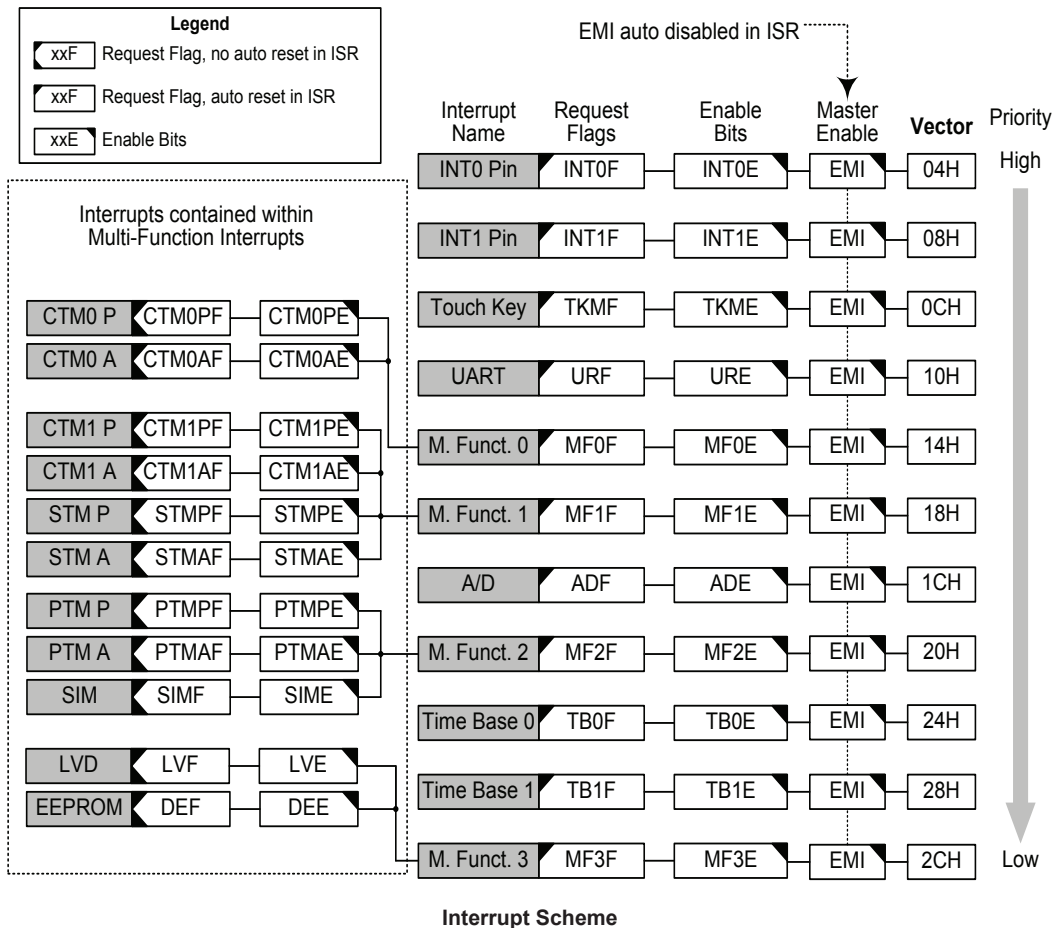 Legend
xxF Request Flag, no auto reset in ISR
xxF Request Flag, auto reset in ISR
xxE Enable Bits
EMI auto disabled in ISR
Interrupt Name Request Flags Enable Bits Master Enable Vector Priority
High
INT0 Pin INT0F INT0E EMI 04H
INT1 Pin INT1F INT1E EMI 08H
Touch Key TKMF TKME EMI 0CH
UART URF URE EMI 10H
M. Funct. 0 MF0F MF0E EMI 14H
M. Funct. 1 MF1F MF1E EMI 18H
A/D ADF ADE EMI 1CH
M. Funct. 2 MF2F MF2E EMI 20H
Time Base 0 TB0F TB0E EMI 24H
Time Base 1 TB1F TB1E EMI 28H
M. Funct. 3 MF3F MF3E EMI 2CH
Low
Interrupts contained within
Multi-Function Interrupts
CTM0 P CTM0PF CTM0PE
CTM0 A CTM0AF CTM0AE
CTM1 P CTM1PF CTM1PE
CTM1 A CTM1AF CTM1AE
STM P STMPF STMPE
STM A STMAF STMAE
PTM P PTMPF PTMPE
PTM A PTMAF PTMAE
SIM SIMF SIME
LVD LVF LVE
EEPROM DEF DEE
Interrupt Scheme